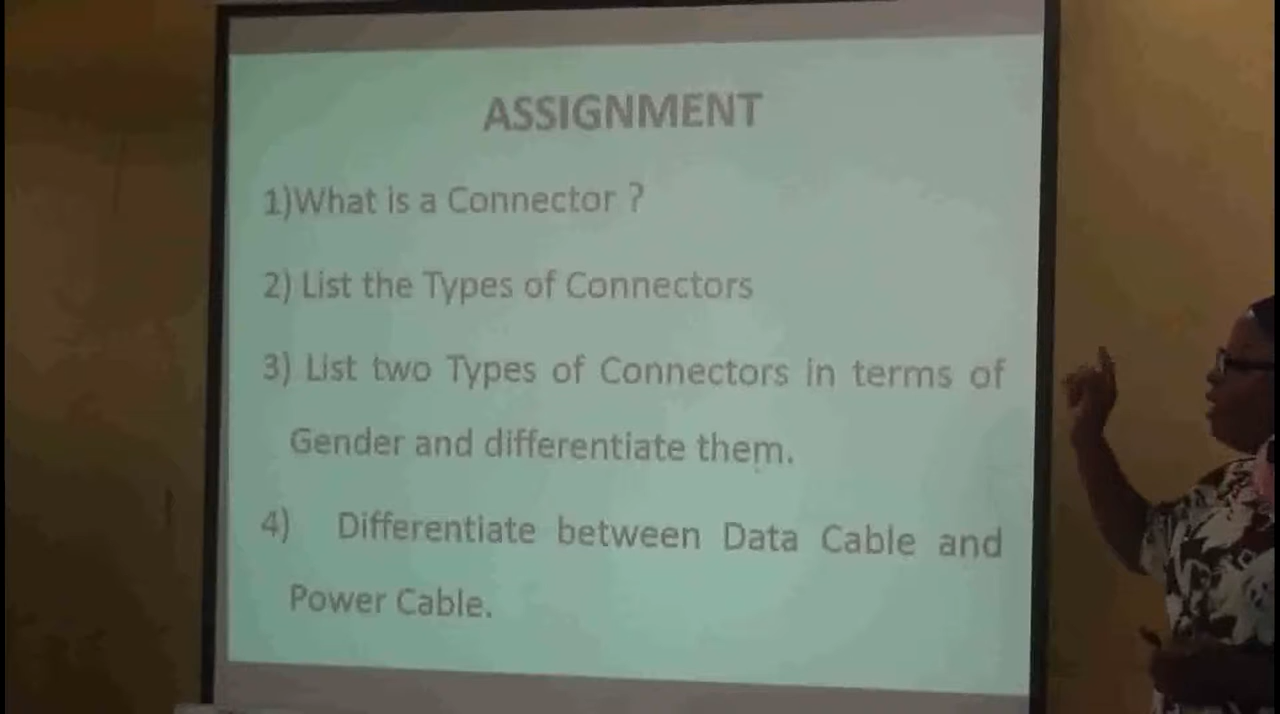 ASSIGNMENT
1)What is a Connector ?
2) List the Types of Connectors
3) List two Types of Connectors in terms of
Gender and differentiate them.
4) Differentiate between Data Cable and
Power Cable.